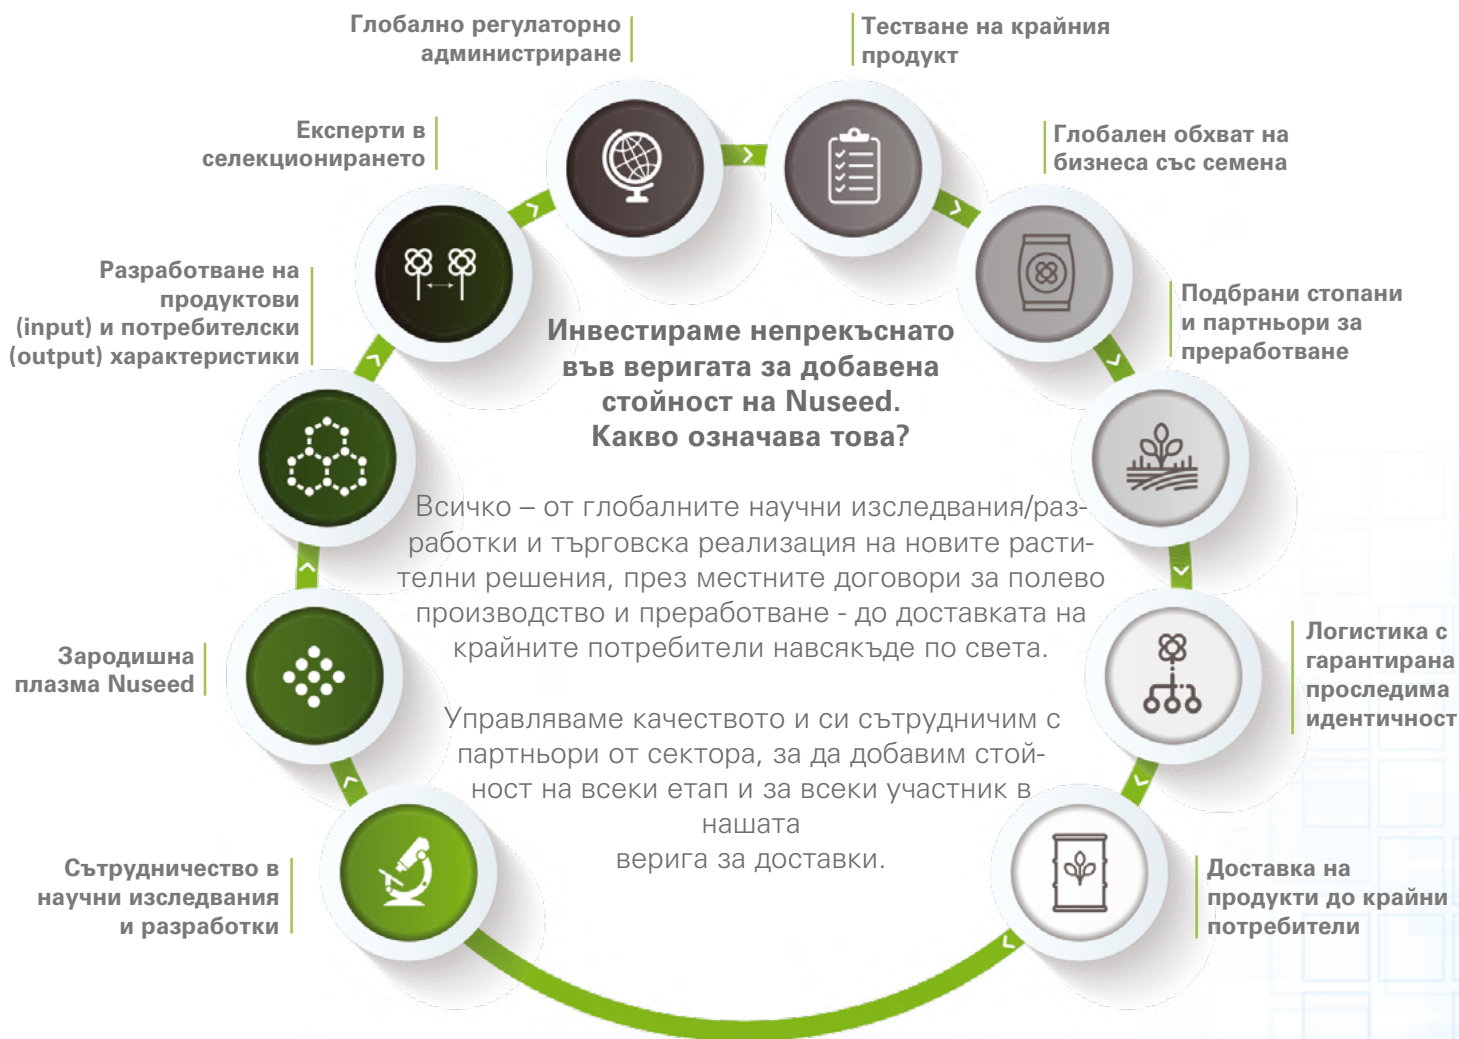 Глобално регулаторно
администриране
Тестване на крайния
продукт
Експерти в
селекционирането
Глобален обхват на
бизнеса със семена
Разработване на
продуктови
(input) и потребителски
(output) характеристики
Подбрани стопани
и партньори за
преработване
Инвестираме непрекъснато
във веригата за добавена
стойност на Nuseed.
Какво означава това?
Всичко – от глобалните научни изследвания/раз-
работки и търговска реализация на новите расти-
телни решения, през местните договори за полево
производство и преработване - до доставката на
крайните потребители навсякъде по света.
Зародишна
плазма Nuseed
Логистика с
гарантирана
проследима
идентичност
Управляваме качеството и си сътрудничим с
партньори от сектора, за да добавим стой-
ност на всеки етап и за всеки участник в
нашата
верига за доставки.
Сътрудничество в
научни изследвания
и разработки
Доставка на
продукти до крайни
потребители